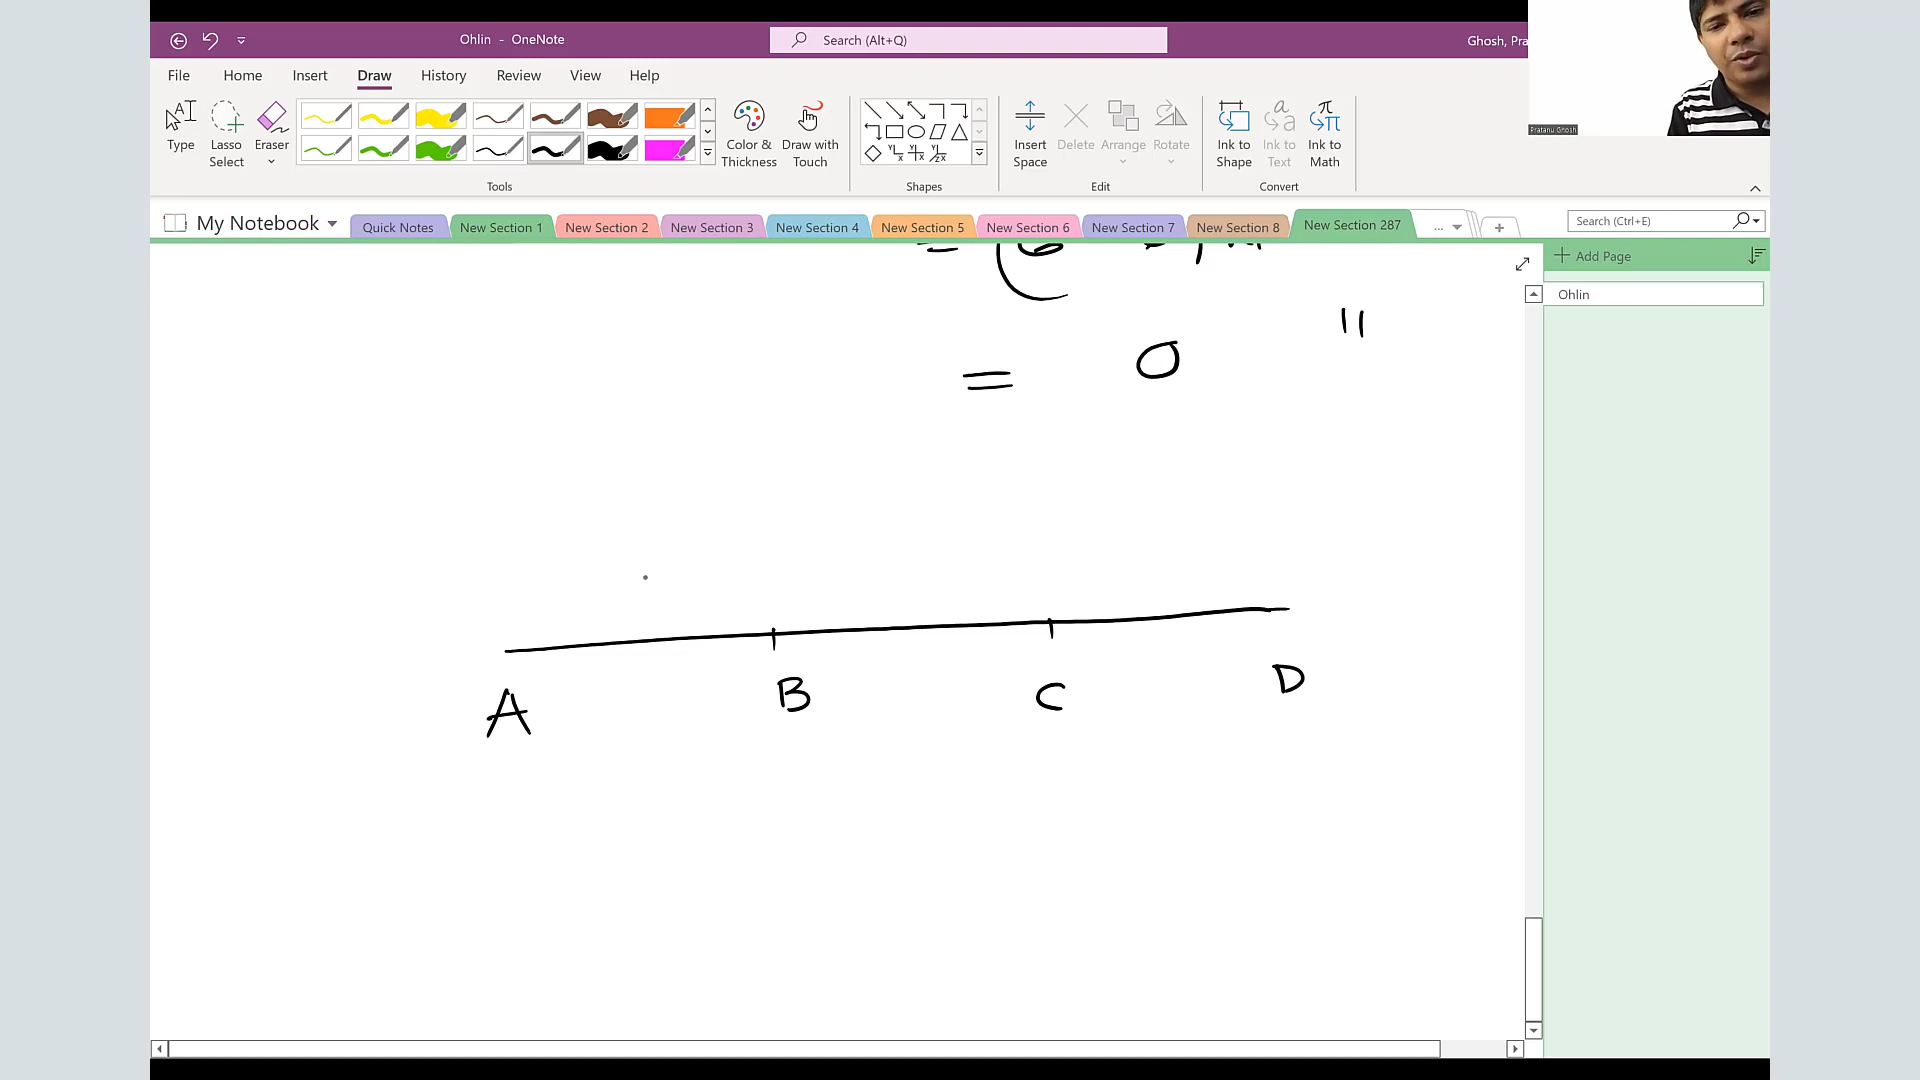 Ohlin - OneNote
Search (Alt+Q)
Ghosh, Pra
File Home Insert Draw History Review View Help
Type
Lasso Select
Eraser
Color & Thickness
Draw with Touch
Insert Space
Delete
Arrange
Rotate
Ink to Shape
Ink to Text
Ink to Math
Tools
Shapes
Edit
Convert
Pratanu Ghosh
My Notebook
Quick Notes
New Section 1
New Section 2
New Section 3
New Section 4
New Section 5
New Section 6
New Section 7
New Section 8
New Section 287
...
Search (Ctrl+E)
Add Page
Ohlin
= 0 "
A B C D